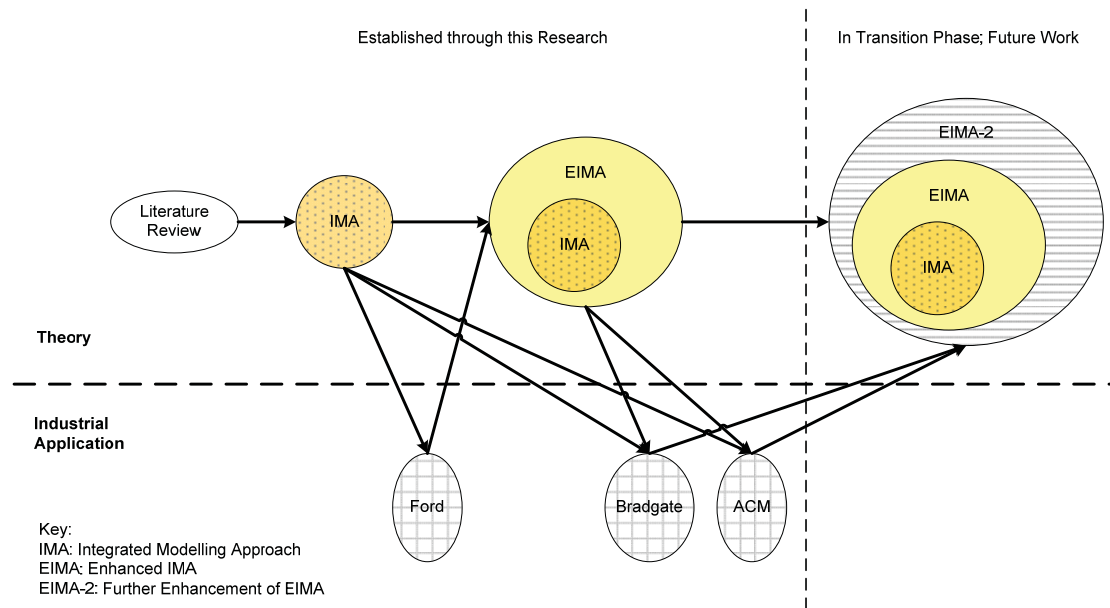 Established through this Research
In Transition Phase; Future Work
EIMA-2
EIMA
EIMA
Literature
Review
IMA
IMA
IMA
Theory
Industrial
Application
Ford
Bradgate
ACM
Key:
IMA: Integrated Modelling Approach
EIMA: Enhanced IMA
EIMA-2: Further Enhancement of EIMA